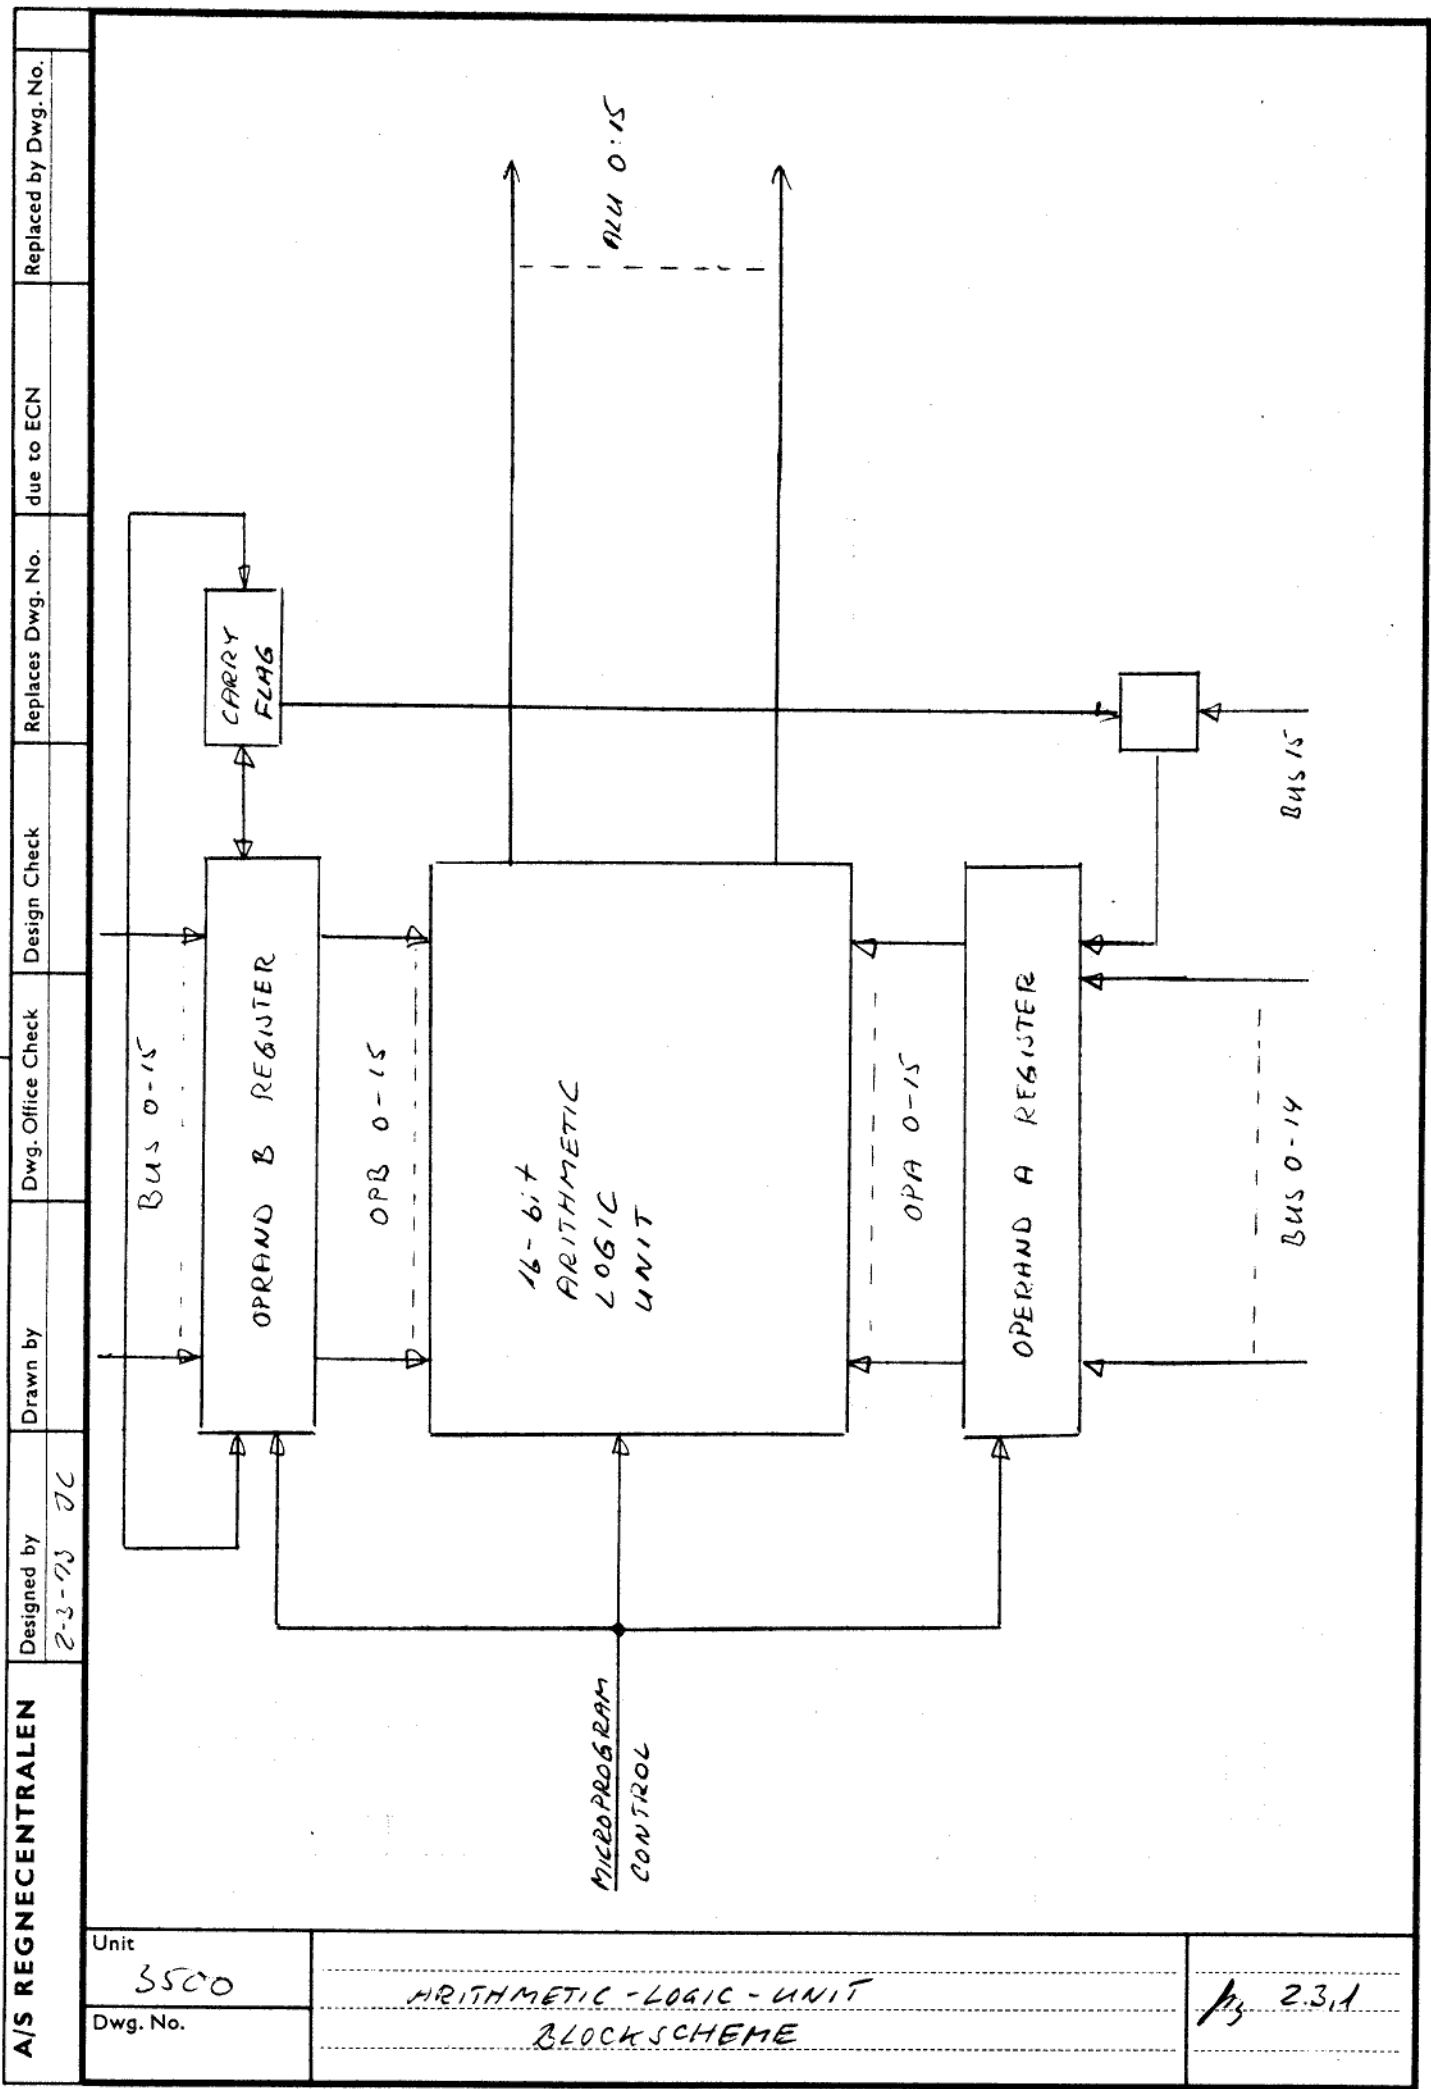 A/S REGNECENTRALEN
Designed by
2-3-73 JC
Drawn by
Dwg. Office Check
Design Check
Replaces Dwg. No.
due to ECN
Replaced by Dwg. No.
BUS 0-15
OPRAND B REGISTER
CARRY
FLAG
OPB 0-15
16-bit
ARITHMETIC
LOGIC
UNIT
ALU 0:15
MICROPROGRAM
CONTROL
OPA 0-15
OPERAND A REGISTER
BUS 15
BUS 0-14
Unit
3500
Dwg. No.
ARITHMETIC-LOGIC-UNIT
BLOCKSCHEME
2.3.1